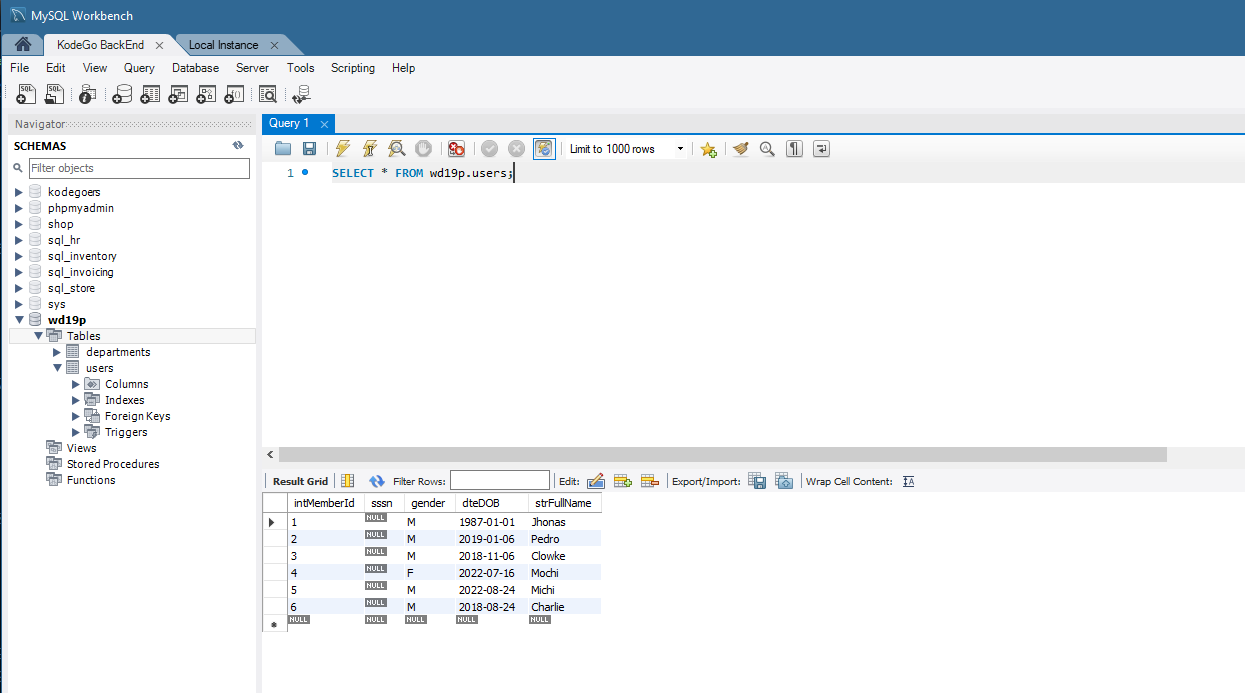 MySQL Workbench
KodeGo BackEnd Local Instance
File Edit View Query Database Server Tools Scripting Help
SQL SQL
Navigator
Query 1
SCHEMAS
Filter objects
Limit to 1000 rows
1 SELECT * FROM wd19p.users;
kodegoers
phpmyadmin
shop
sql_hr
sql_inventory
sql_invoicing
sql_store
sys
wd19p
Tables
departments
users
Columns
Indexes
Foreign Keys
Triggers
Views
Stored Procedures
Functions
Result Grid Filter Rows: Edit: Export/Import: Wrap Cell Content: IA
intMemberId sssn gender dteDOB strFullName
1 NULL M 1987-01-01 Jhonas
2 NULL M 2019-01-06 Pedro
3 NULL M 2018-11-06 Clowke
4 NULL F 2022-07-16 Mochi
5 NULL M 2022-08-24 Michi
6 NULL M 2018-08-24 Charlie
NULL NULL NULL NULL NULL